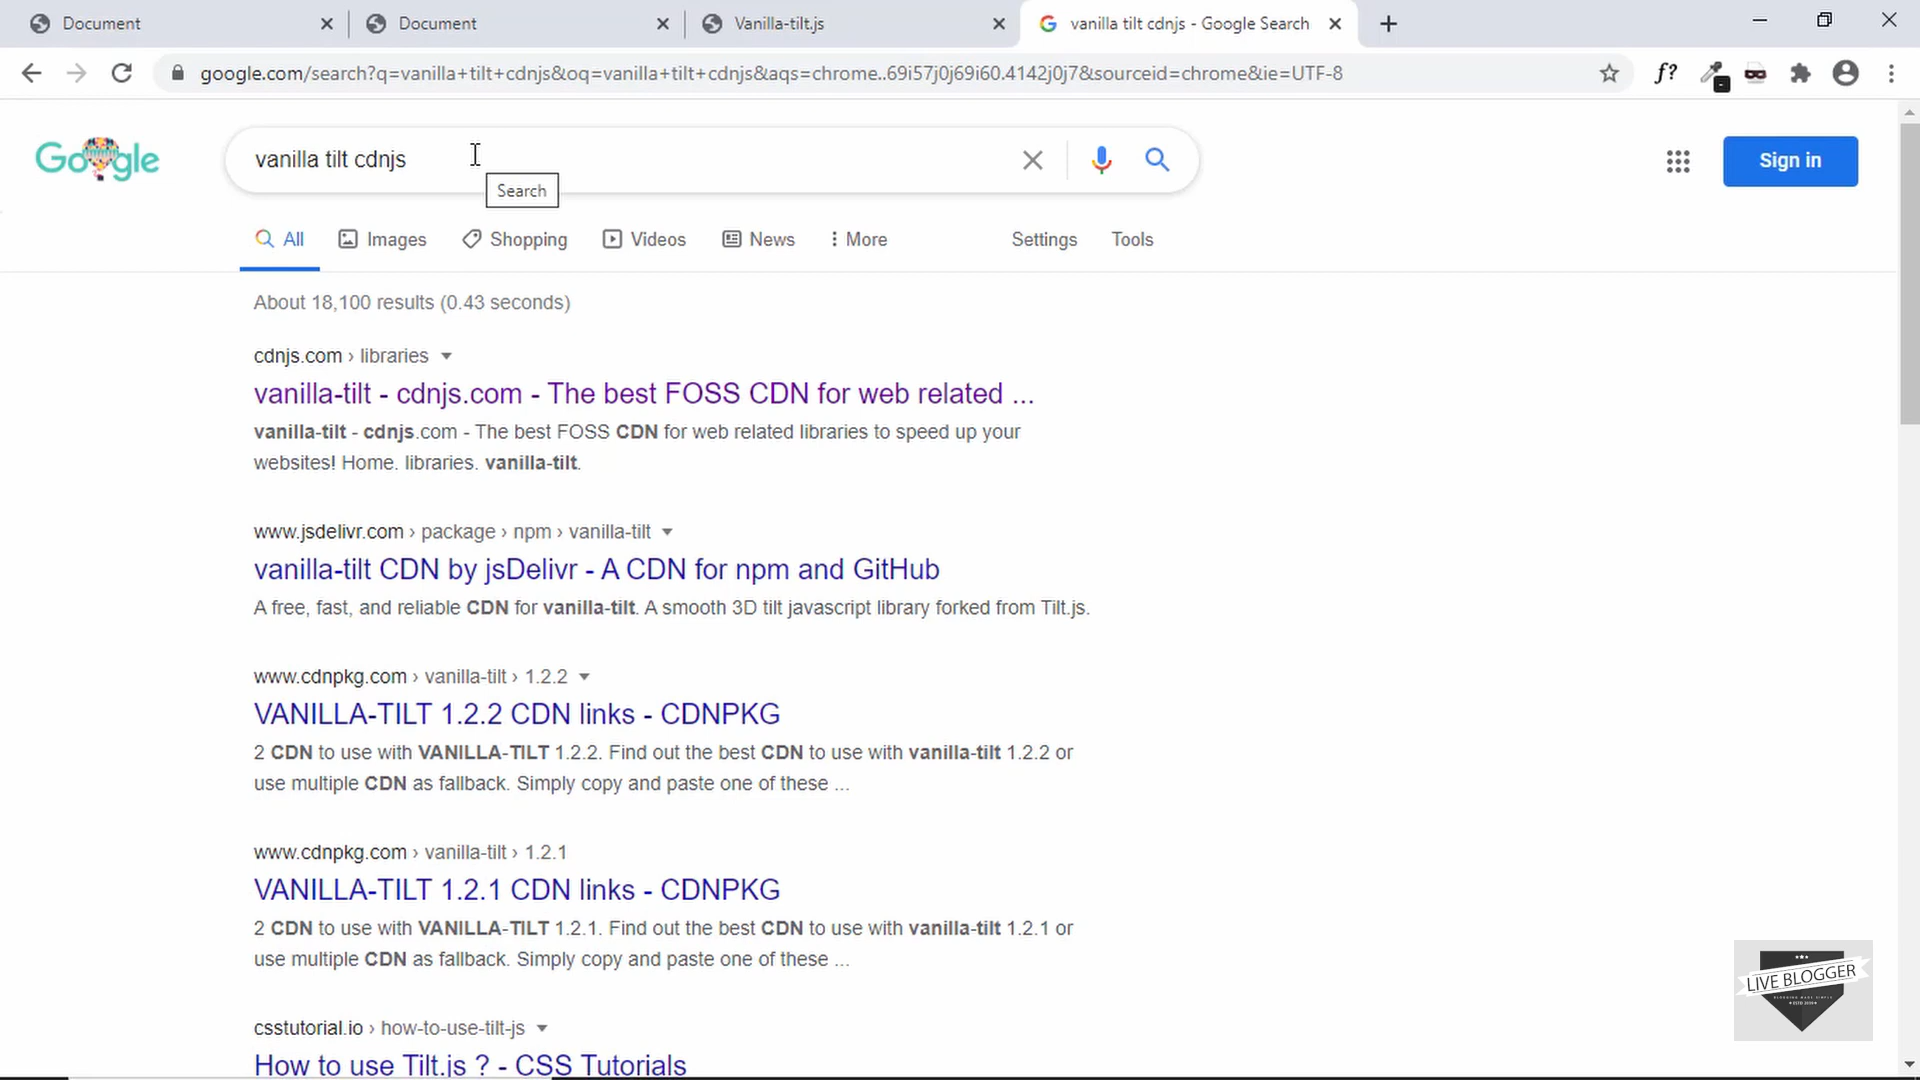 Document
Document
Vanilla-tilt.js
vanilla tilt cdnjs - Google Search
google.com/search?q=vanilla+tilt+cdnjs&oq=vanilla+tilt+cdnjs&aqs=chrome..69i57j0j69i60.4142j0j7&sourceid=chrome&ie=UTF-8
f?
Google
vanilla tilt cdnjs
Search
Sign in
All
Images
Shopping
Videos
News
More
Settings
Tools
About 18,100 results (0.43 seconds)
cdnjs.com › libraries
vanilla-tilt - cdnjs.com - The best FOSS CDN for web related ...
vanilla-tilt - cdnjs.com - The best FOSS CDN for web related libraries to speed up your
websites! Home. libraries. vanilla-tilt.
www.jsdelivr.com › package › npm › vanilla-tilt
vanilla-tilt CDN by jsDelivr - A CDN for npm and GitHub
A free, fast, and reliable CDN for vanilla-tilt. A smooth 3D tilt javascript library forked from Tilt.js.
www.cdnpkg.com › vanilla-tilt › 1.2.2
VANILLA-TILT 1.2.2 CDN links - CDNPKG
2 CDN to use with VANILLA-TILT 1.2.2. Find out the best CDN to use with vanilla-tilt 1.2.2 or
use multiple CDN as fallback. Simply copy and paste one of these ...
www.cdnpkg.com › vanilla-tilt › 1.2.1
VANILLA-TILT 1.2.1 CDN links - CDNPKG
2 CDN to use with VANILLA-TILT 1.2.1. Find out the best CDN to use with vanilla-tilt 1.2.1 or
use multiple CDN as fallback. Simply copy and paste one of these ...
csstutorial.io › how-to-use-tilt-js
How to use Tilt.js ? - CSS Tutorials
LIVE BLOGGER